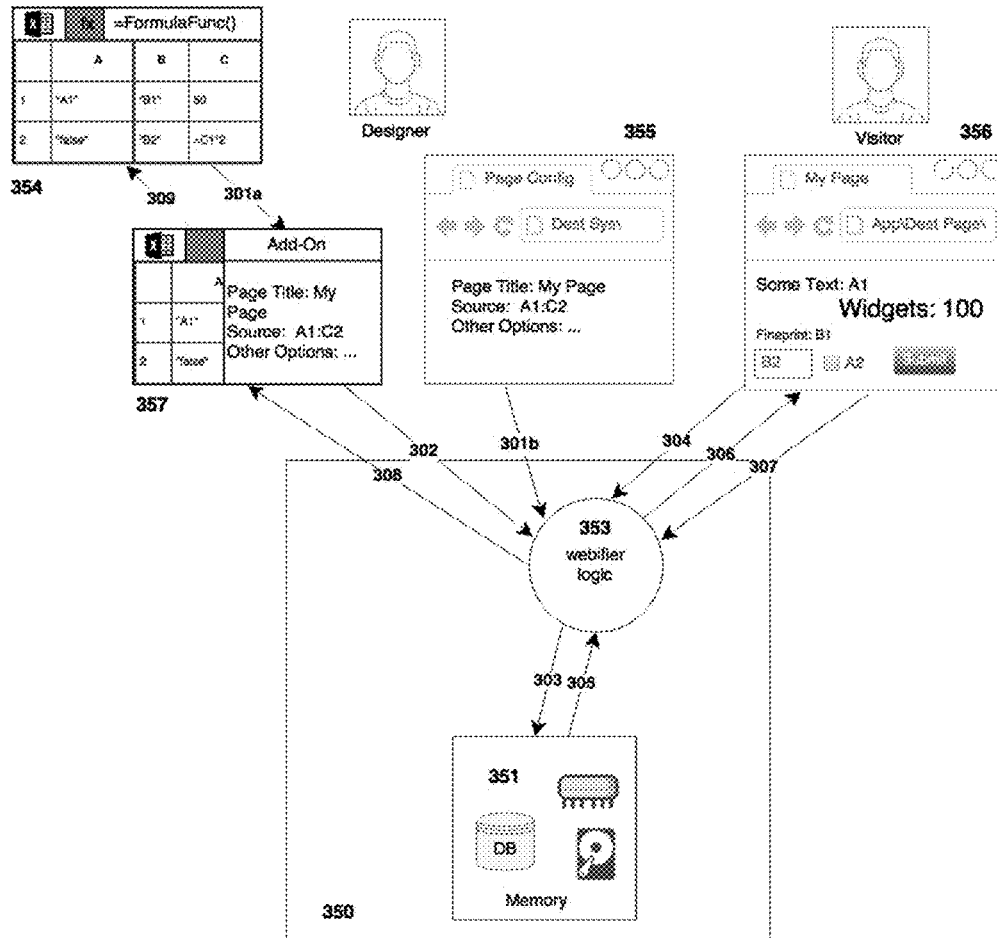 =FormulaFunc()
A B C
1 "A1" "B1" 50
2 "false" "B2" =C1*2
354
309
301a
Designer
Visitor
355
356
Page Config
Dest Sys\
Page Title: My Page
Source: A1:C2
Other Options: ...
My Page
App\Dest Page\
Some Text: A1
Widgets: 100
Fineprint: B1
B2 A2
Add-On
A
1 "A1"
2 "false"
Page Title: My
Page
Source: A1:C2
Other Options: ...
357
302
308
301b
304
306
307
353
webifier
logic
303
305
351
DB
Memory
350